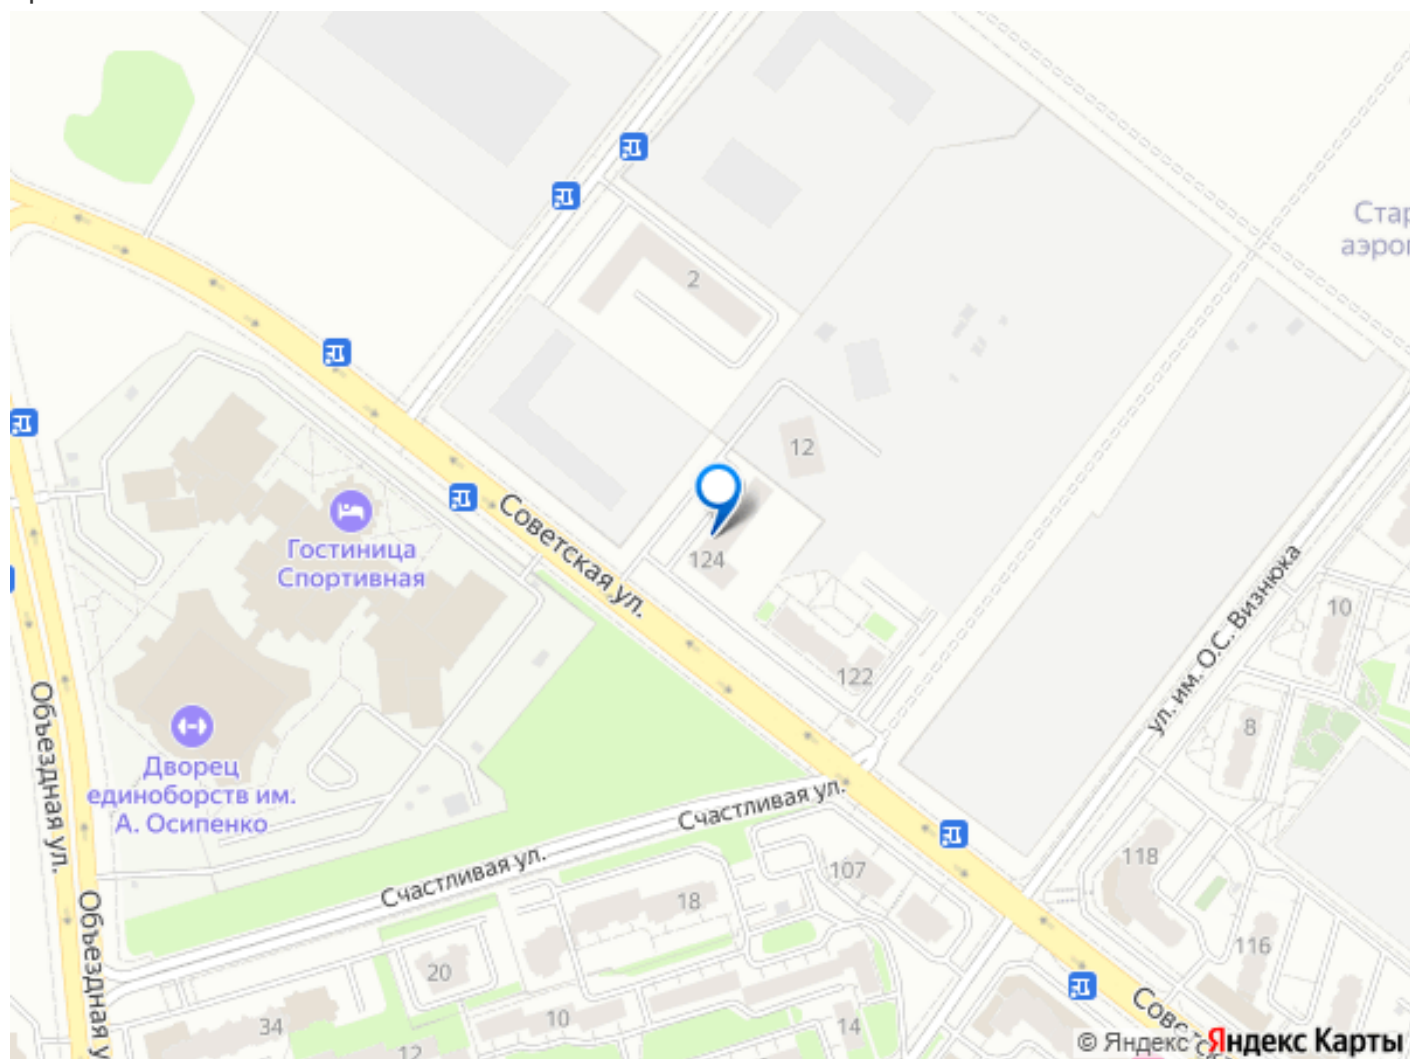 Стар
аэро
2
12
Гостиница
Спортивная
Советская ул.
124
122
ул. им. О.С. Визнюка
10
8
Дворец
единоборств им.
А. Осипенко
Объездная ул.
Счастливая ул.
Счастливая ул.
118
107
18
116
Объездная у
20
10
14
34
12
Сов
© Яндекс Яндекс Карты